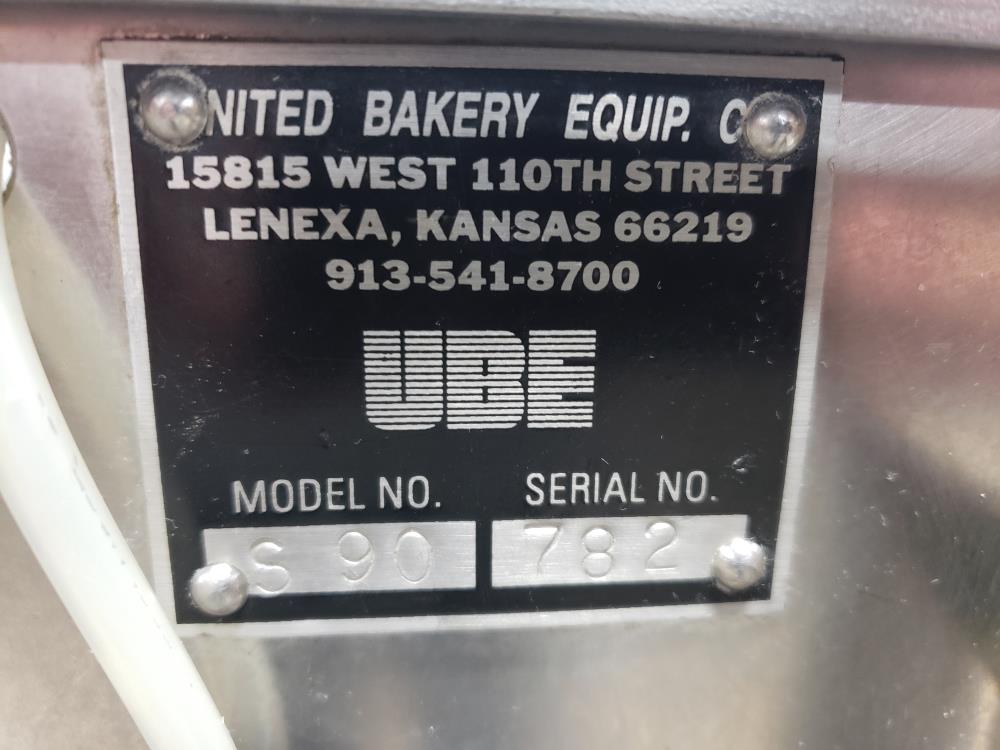 NITED BAKERY EQUIP. C
15815 WEST 110TH STREET
LENEXA, KANSAS 66219
913-541-8700
UBE
MODEL NO. SERIAL NO.
S 90 782